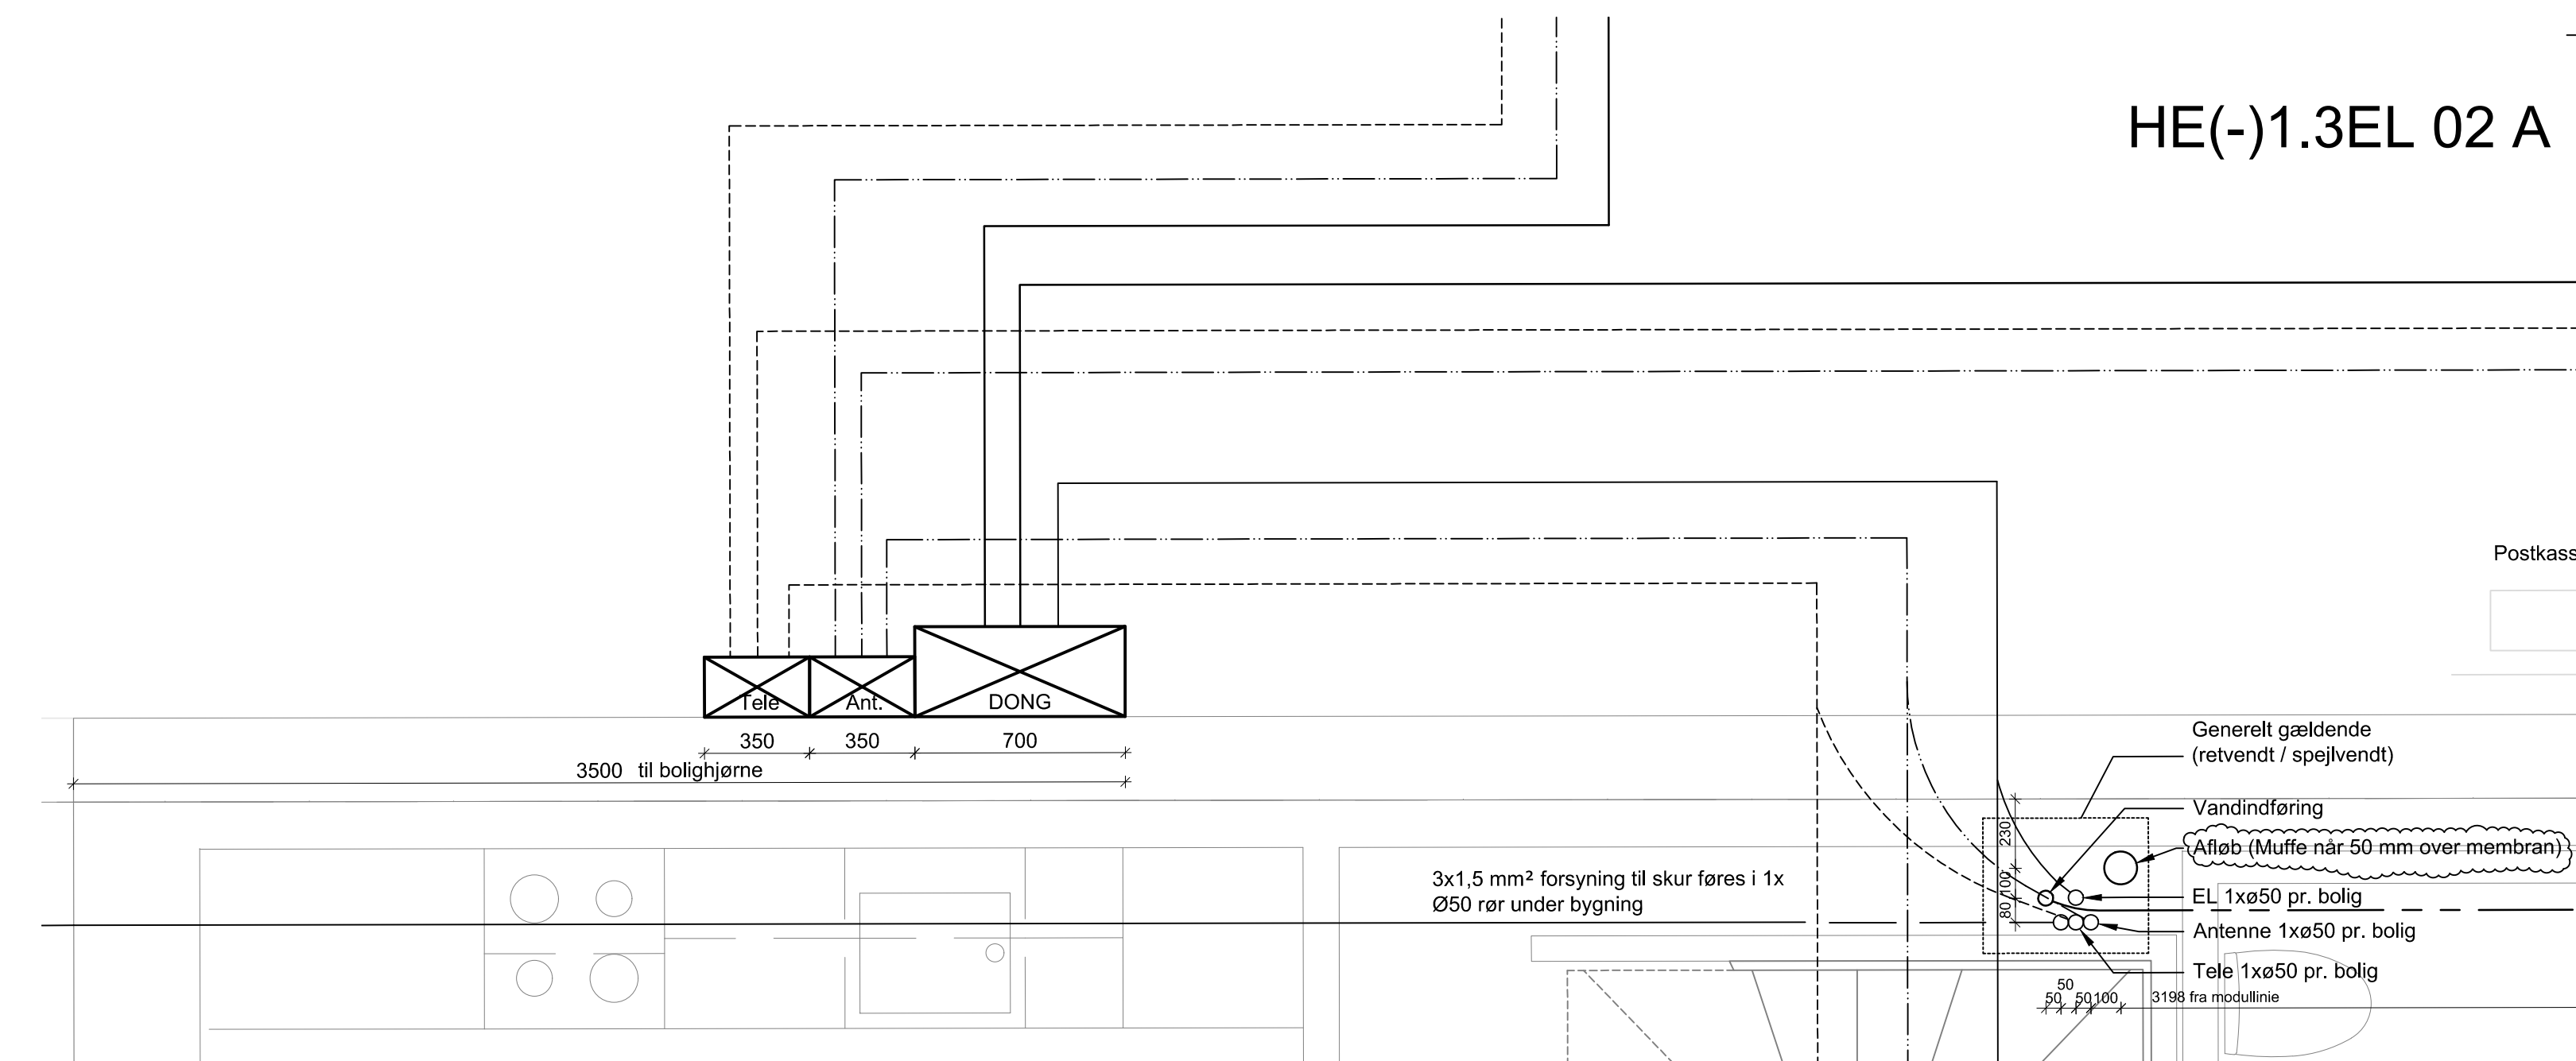 HE(-)1.3EL 02 A
Postkass
Tele
Ant.
DONG
350
350
700
3500 til bolighjørne
Generelt gældende
(retvendt / spejlvendt)
Vandindføring
Afløb (Muffe når 50 mm over membran)
EL 1xø50 pr. bolig
Antenne 1xø50 pr. bolig
Tele 1xø50 pr. bolig
230
100
80
3x1,5 mm² forsyning til skur føres i 1x
Ø50 rør under bygning
50
50
50
100
3198 fra modullinie